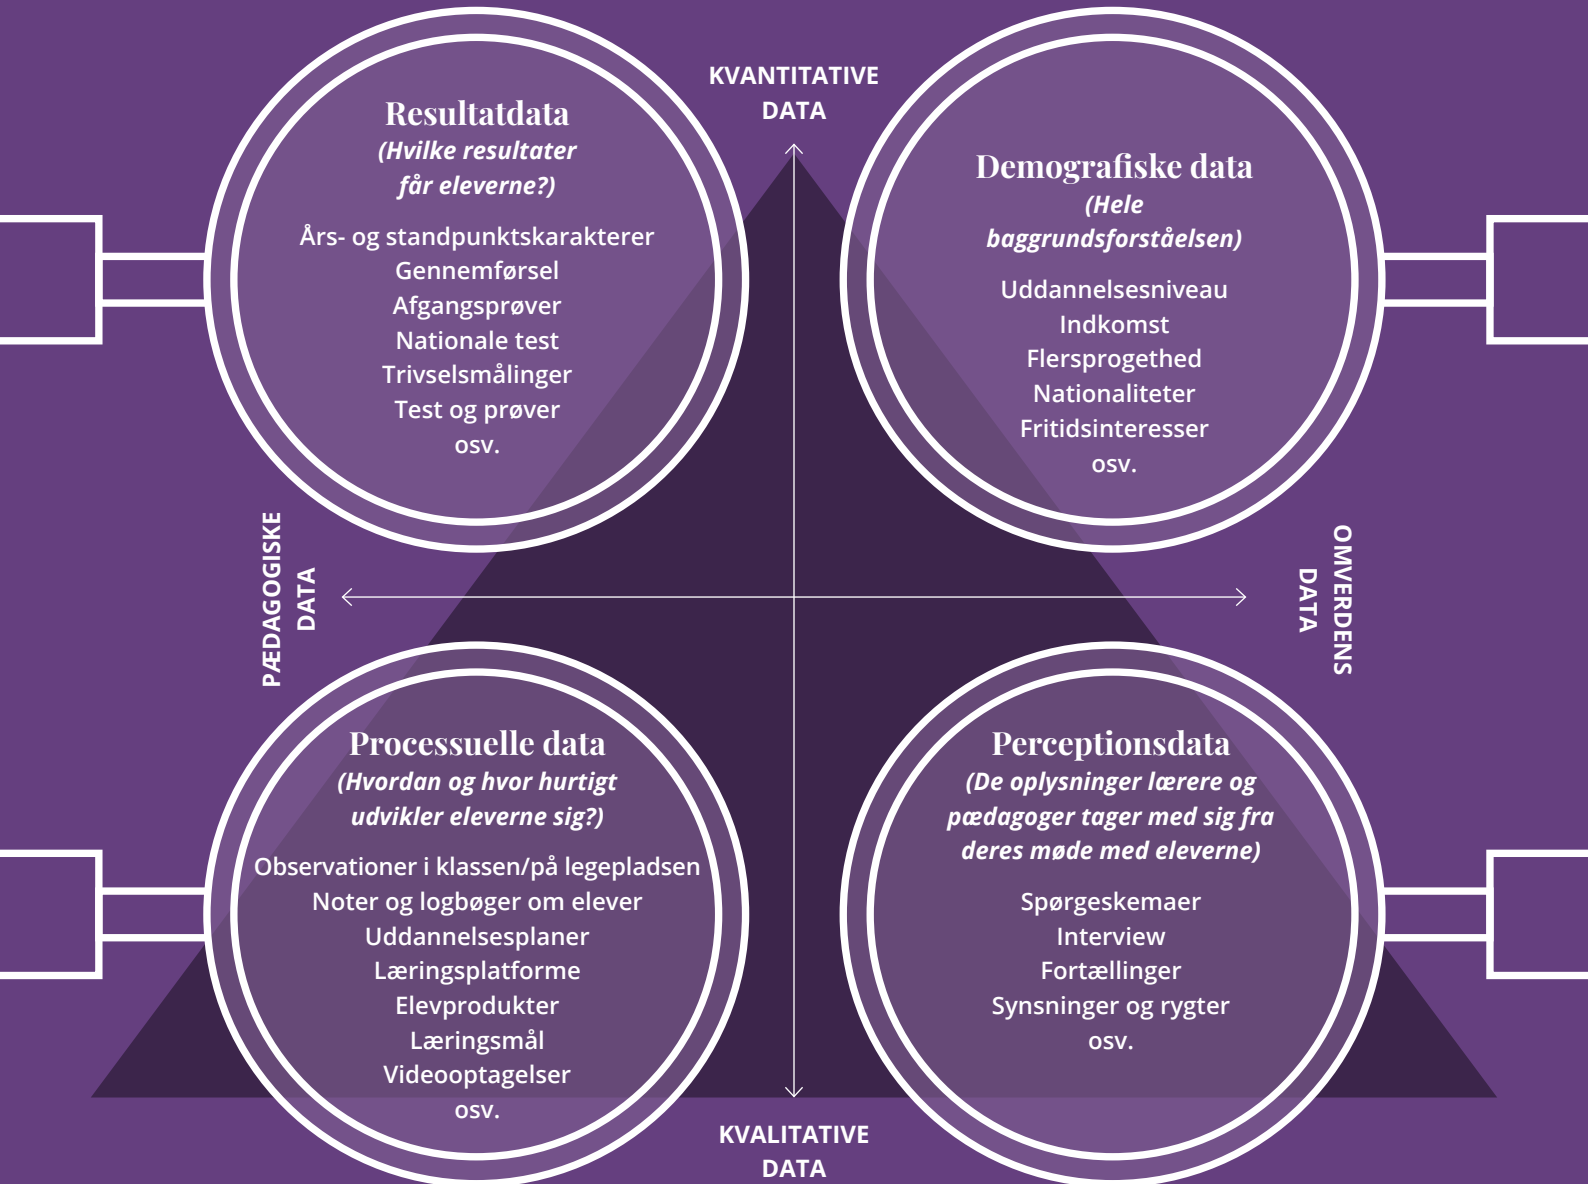 KVANTITATIVE
DATA
Resultatdata
(Hvilke resultater
får eleverne?)
Års- og standpunktskarakterer
Gennemførsel
Afgangsprøver
Nationale test
Trivselsmålinger
Test og prøver
osv.
Demografiske data
(Hele
baggrundsforståelsen)
Uddannelsesniveau
Indkomst
Flersprogethed
Nationaliteter
Fritidsinteresser
osv.
PÆDAGOGISKE
DATA
OMVERDENS
DATA
Processuelle data
(Hvordan og hvor hurtigt
udvikler eleverne sig?)
Observationer i klassen/på legepladsen
Noter og logbøger om elever
Uddannelsesplaner
Læringsplatforme
Elevprodukter
Læringsmål
Videooptagelser
osv.
Perceptionsdata
(De oplysninger lærere og
pædagoger tager med sig fra
deres møde med eleverne)
Spørgeskemaer
Interview
Fortællinger
Synsninger og rygter
osv.
KVALITATIVE
DATA